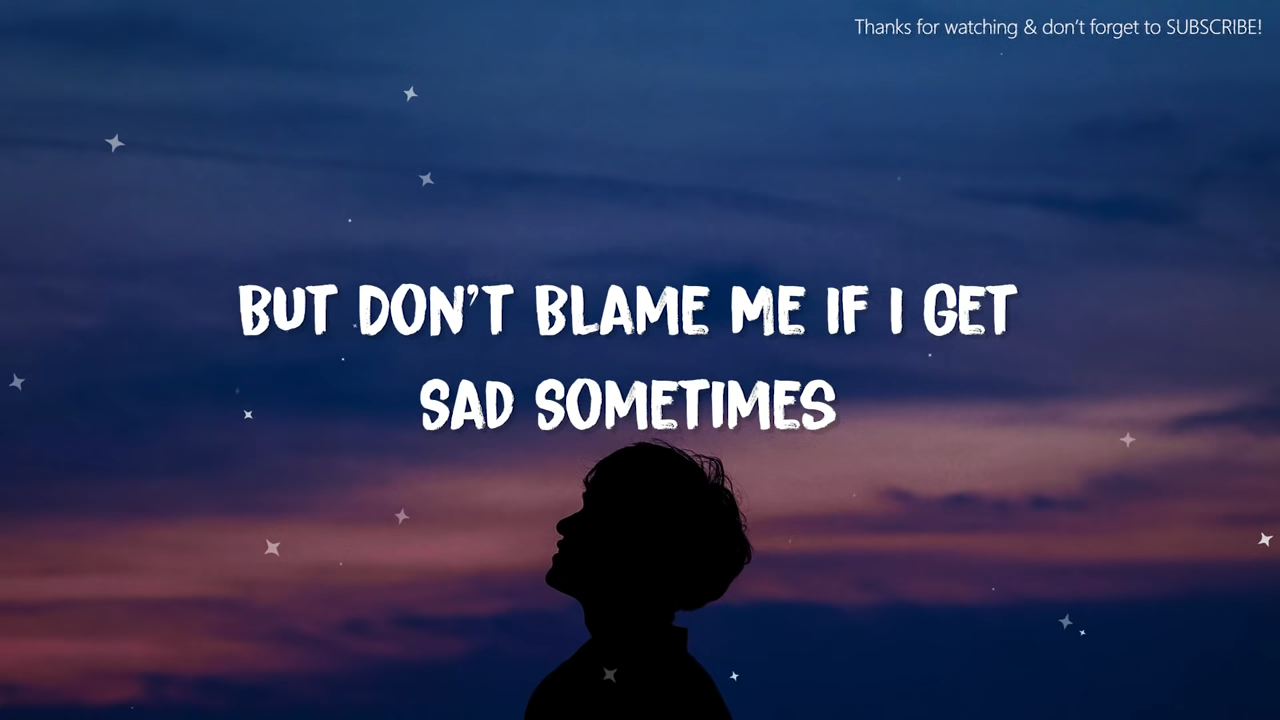 Thanks for watching & don't forget to SUBSCRIBE!
BUT DON'T BLAME ME IF I GET
SAD SOMETIMES